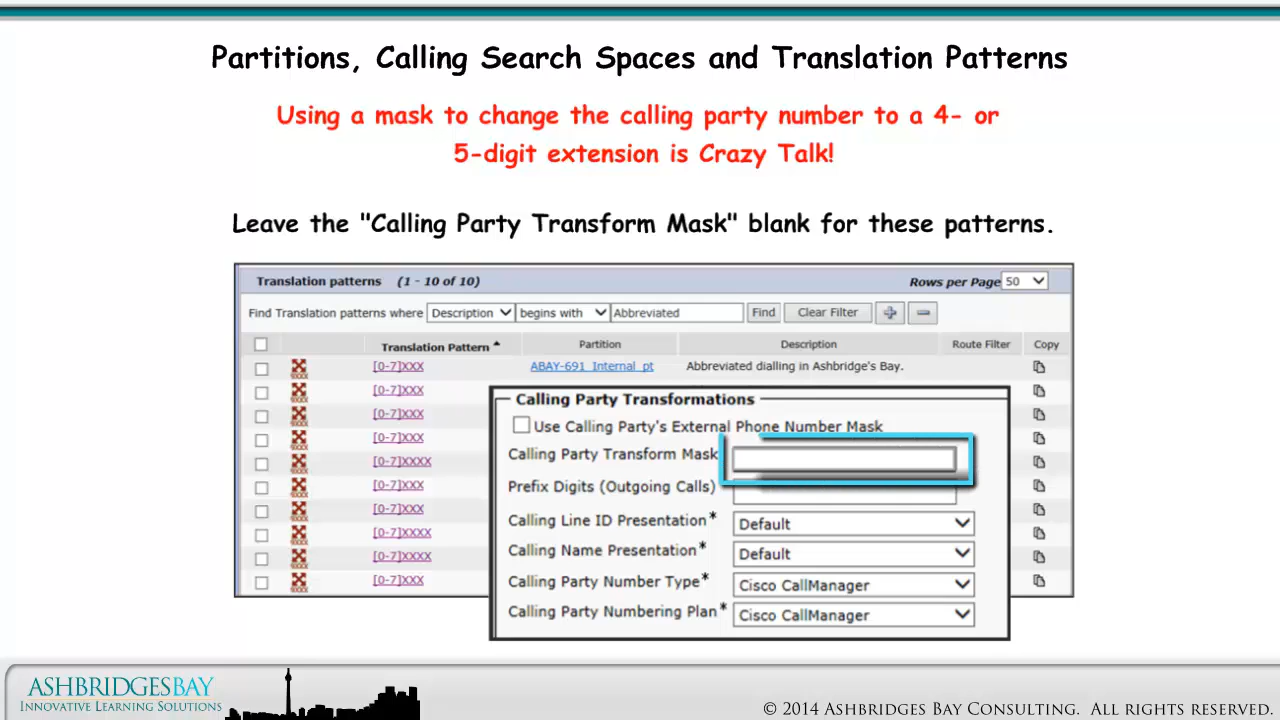 Partitions, Calling Search Spaces and Translation Patterns
Using a mask to change the calling party number to a 4- or
5-digit extension is Crazy Talk!
Leave the "Calling Party Transform Mask" blank for these patterns.
Translation patterns (1 - 10 of 10) Rows per Page 50
Find Translation patterns where Description begins with Abbreviated Find Clear Filter
Translation Pattern Partition Description Route Filter Copy
[0-7]XXX ABAY-691_Internal_pt Abbreviated dialling in Ashbridge's Bay.
[0-7]XXX
[0-7]XXX
[0-7]XXX
[0-7]XXXX
[0-7]XXX
[0-7]XXX
[0-7]XXXX
[0-7]XXXX
[0-7]XXX
Calling Party Transformations
Use Calling Party's External Phone Number Mask
Calling Party Transform Mask
Prefix Digits (Outgoing Calls)
Calling Line ID Presentation* Default
Calling Name Presentation* Default
Calling Party Number Type* Cisco CallManager
Calling Party Numbering Plan* Cisco CallManager
ASHBRIDGESBAY
INNOVATIVE LEARNING SOLUTIONS
© 2014 ASHBRIDGES BAY CONSULTING. ALL RIGHTS RESERVED.